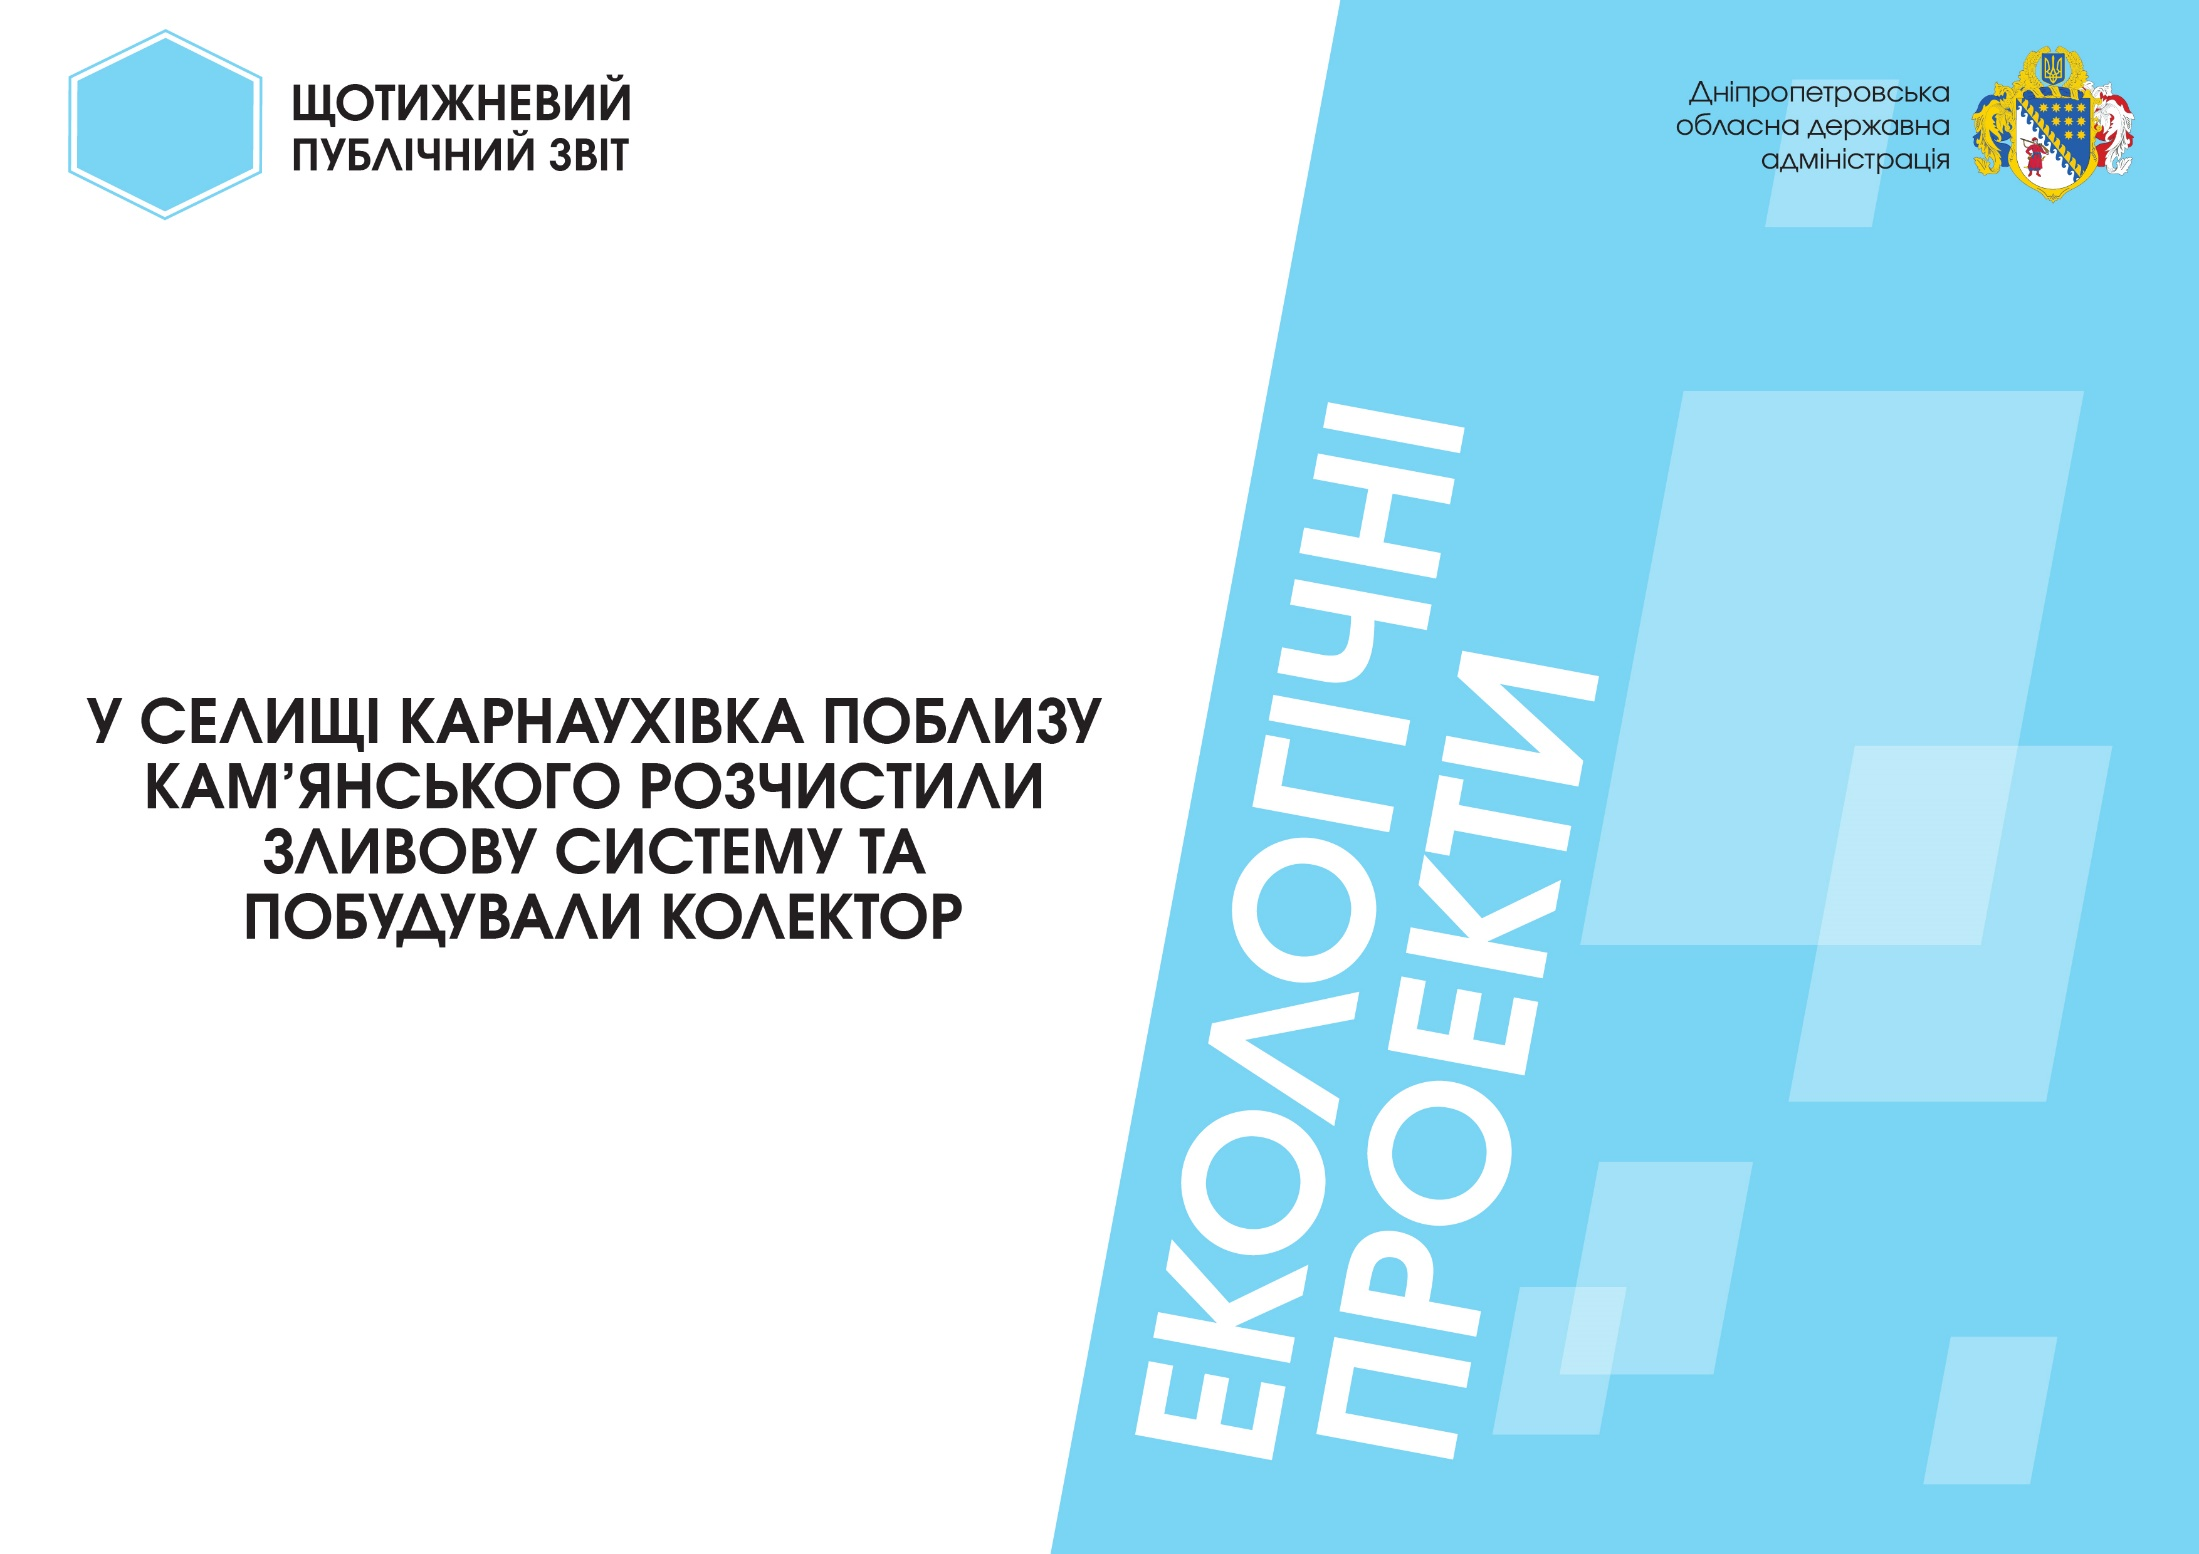 ЩОТИЖНЕВИЙ
ПУБЛІЧНИЙ ЗВІТ
Дніпропетровська
обласна державна
адміністрація
У СЕЛИЩІ КАРНАУХІВКА ПОБЛИЗУ
КАМ’ЯНСЬКОГО РОЗЧИСТИЛИ
ЗЛИВОВУ СИСТЕМУ ТА
ПОБУДУВАЛИ КОЛЕКТОР
ЕКОЛОГІЧНІ
ПРОЕКТИ